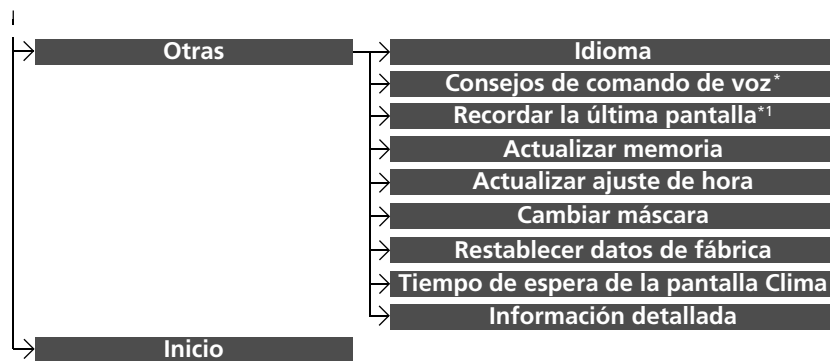 Otras
Idioma
Consejos de comando de voz*
Recordar la última pantalla*1
Actualizar memoria
Actualizar ajuste de hora
Cambiar máscara
Restablecer datos de fábrica
Tiempo de espera de la pantalla Clima
Información detallada
Inicio